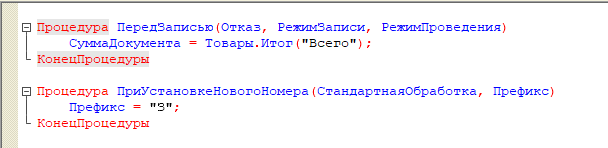 Процедура ПередЗаписью(Отказ, РежимЗаписи, РежимПроведения)
СуммаДокумента = Товары.Итог("Всего");
КонецПроцедуры
Процедура ПриУстановкеНовогоНомера(СтандартнаяОбработка, Префикс)
Префикс = "З";
КонецПроцедуры